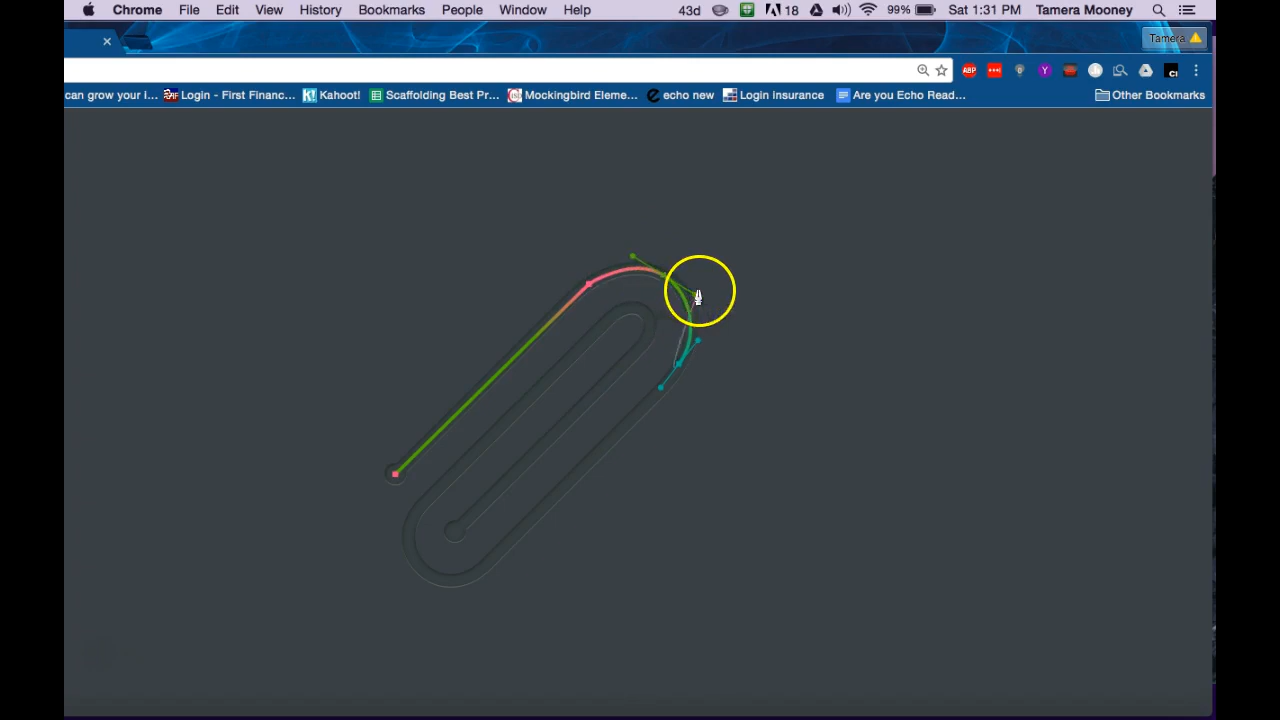 Chrome File Edit View History Bookmarks People Window Help 43d 18 99% Sat 1:31 PM Tamera Mooney
Tamera
ABP Y CI
can grow your i... Login - First Financ... Kahoot! Scaffolding Best Pr... Mockingbird Eleme... echo new Login insurance Are you Echo Read... Other Bookmarks